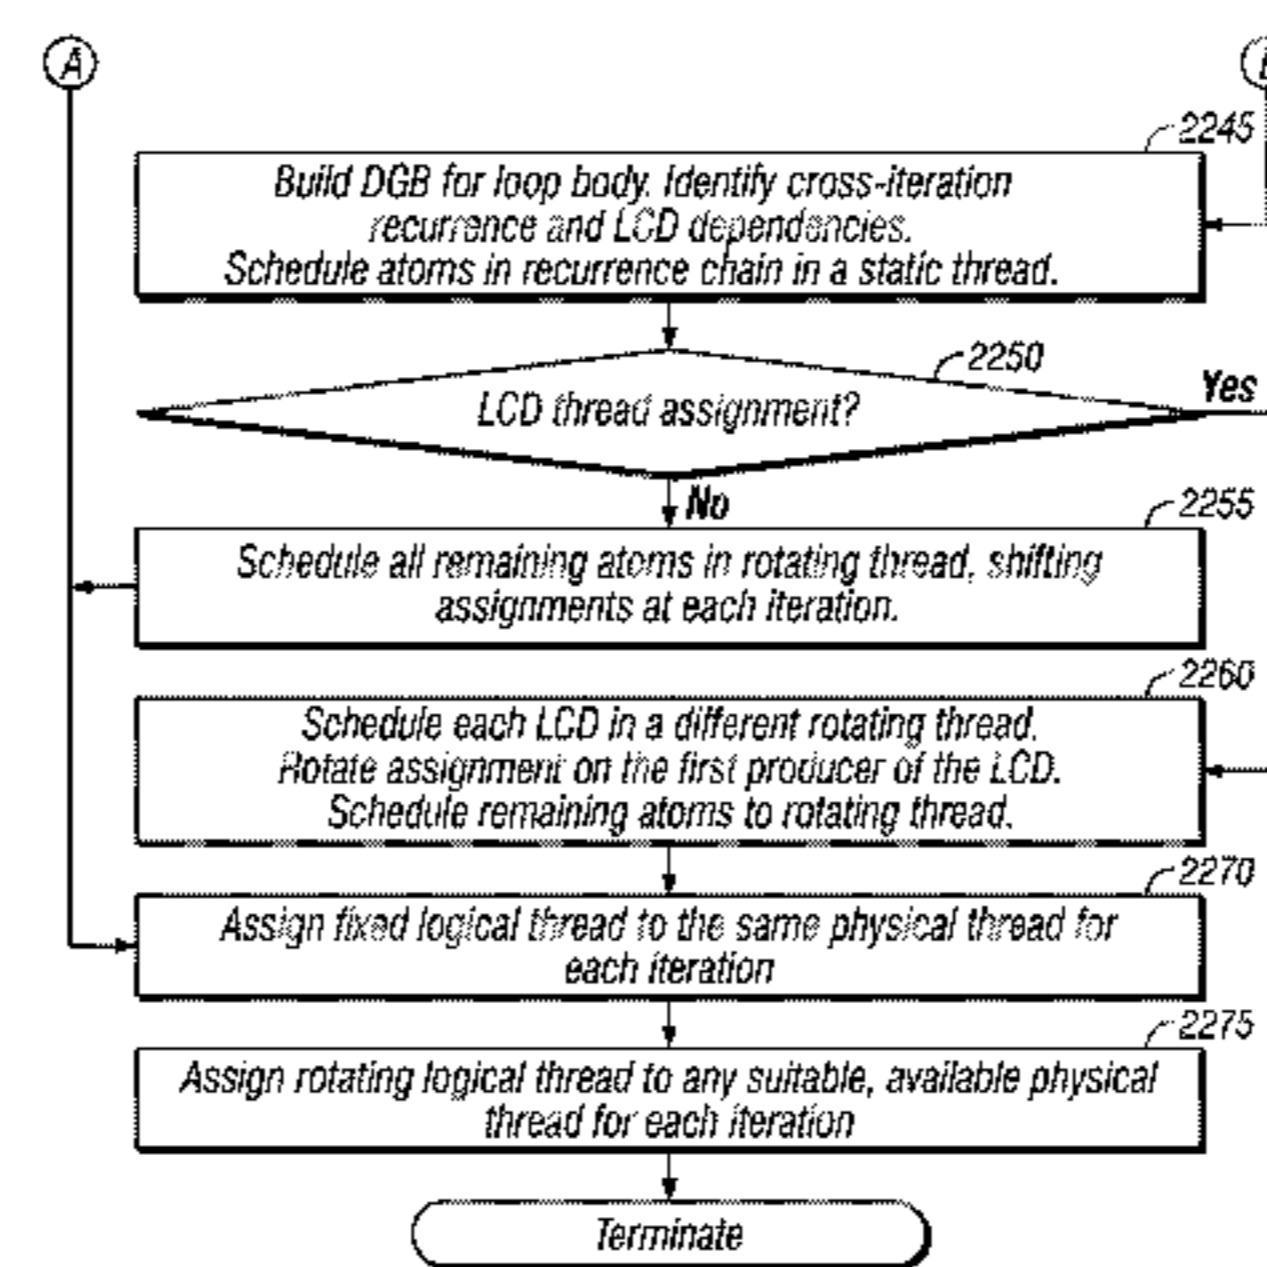 A
2245
Build DGB for loop body. Identify cross-iteration
recurrence and LCD dependencies.
Schedule atoms in recurrence chain in a static thread.
2250
LCD thread assignment?
Yes
No
2255
Schedule all remaining atoms in rotating thread, shifting
assignments at each iteration.
2260
Schedule each LCD in a different rotating thread.
Rotate assignment on the first producer of the LCD.
Schedule remaining atoms to rotating thread.
2270
Assign fixed logical thread to the same physical thread for
each iteration
2275
Assign rotating logical thread to any suitable, available physical
thread for each iteration
Terminate